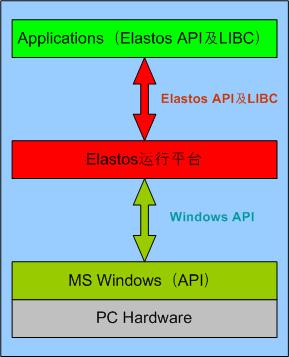 Applications（Elastos API及LIBC）
Elastos API及LIBC
Elastos运行平台
Windows API
MS Windows（API）
PC Hardware